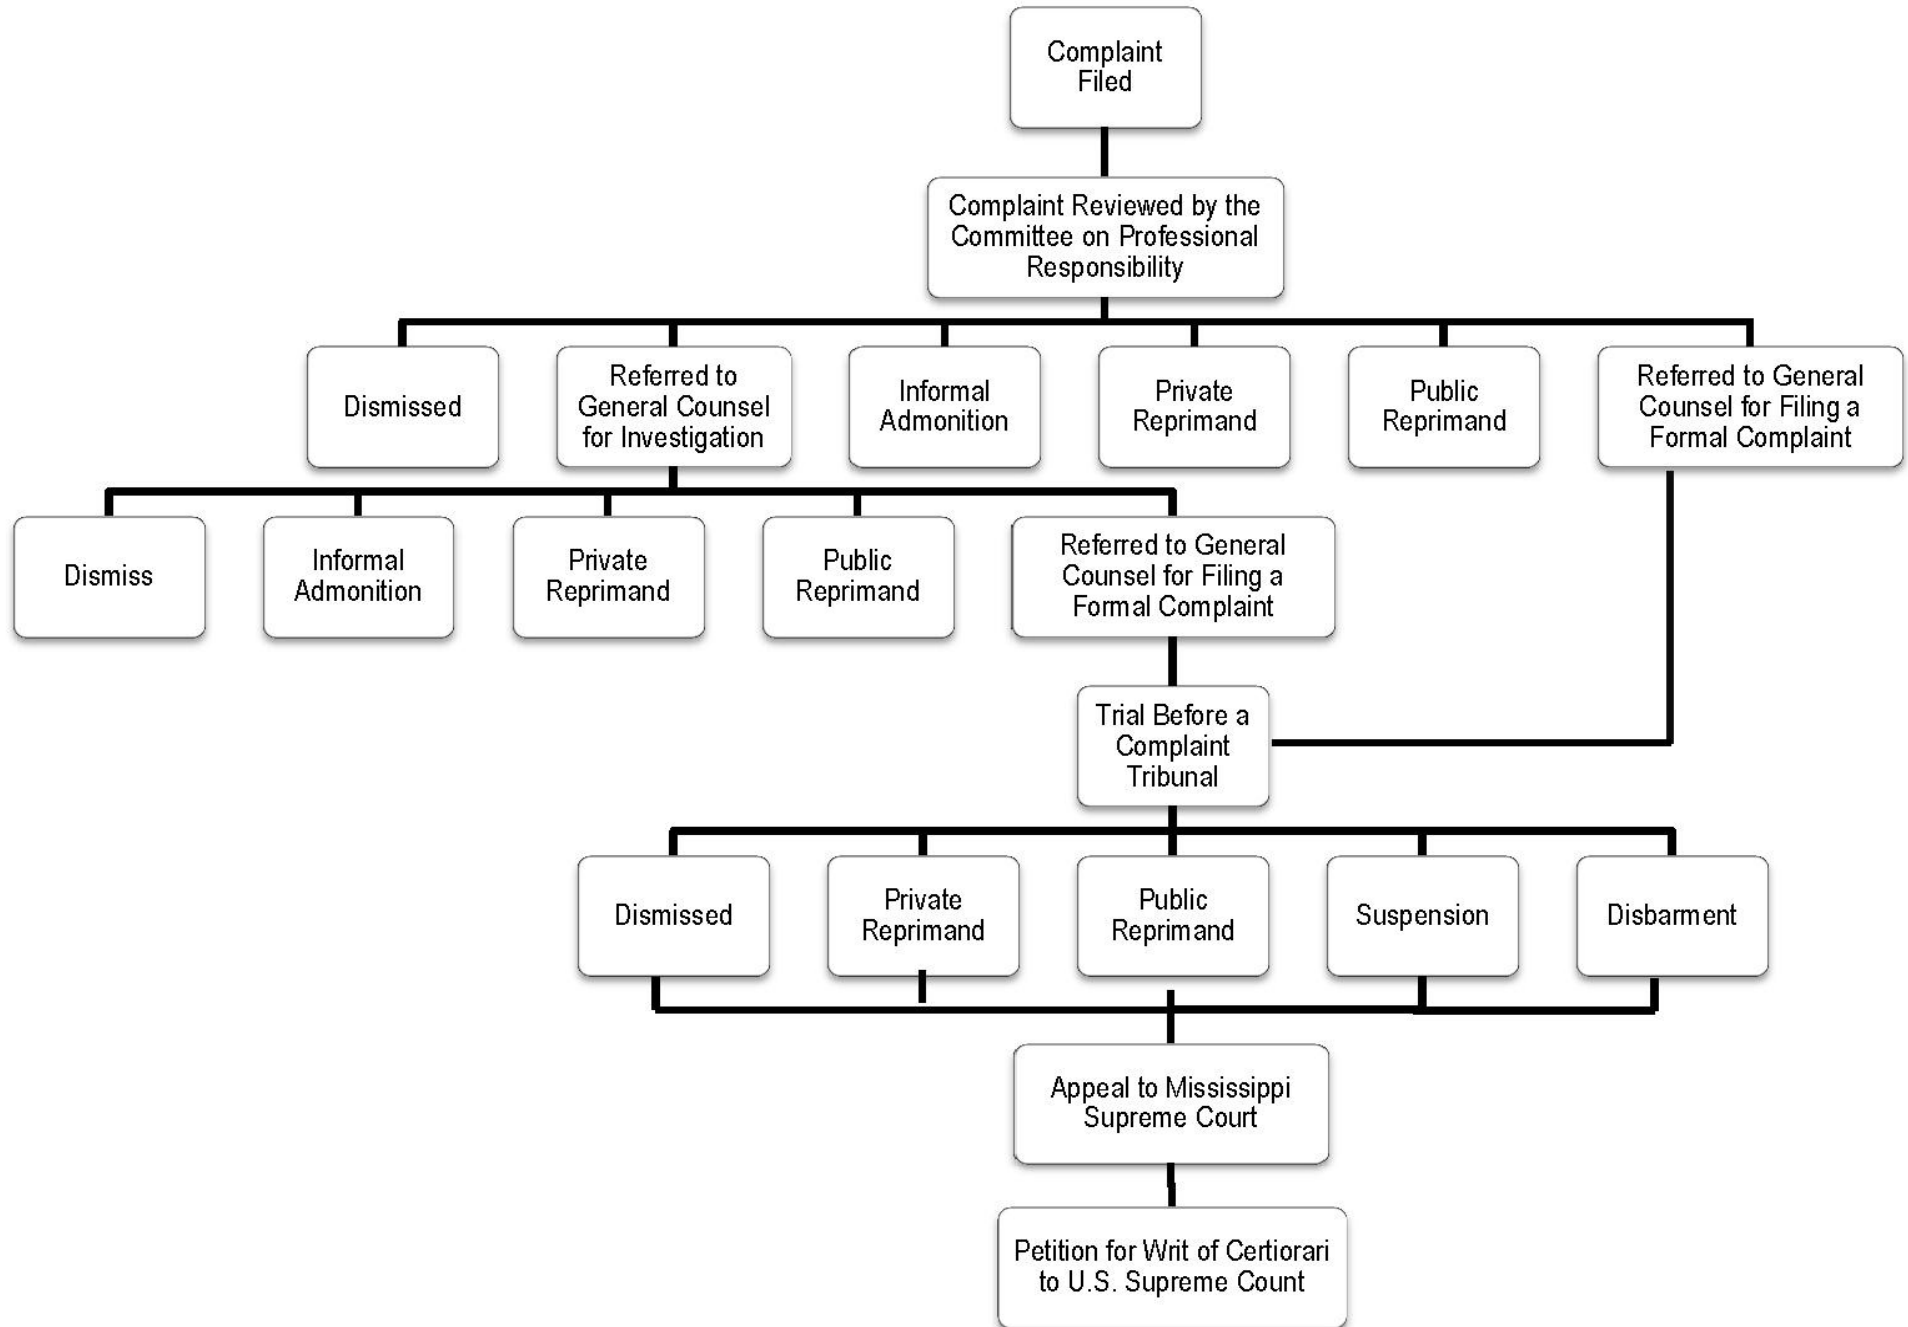 Complaint
Filed
Complaint Reviewed by the
Committee on Professional
Responsibility
Dismissed
Referred to
General Counsel
for Investigation
Informal
Admonition
Private
Reprimand
Public
Reprimand
Referred to General
Counsel for Filing a
Formal Complaint
Dismiss
Informal
Admonition
Private
Reprimand
Public
Reprimand
Referred to General
Counsel for Filing a
Formal Complaint
Trial Before a
Complaint
Tribunal
Dismissed
Private
Reprimand
Public
Reprimand
Suspension
Disbarment
Appeal to Mississippi
Supreme Court
Petition for Writ of Certiorari
to U.S. Supreme Count